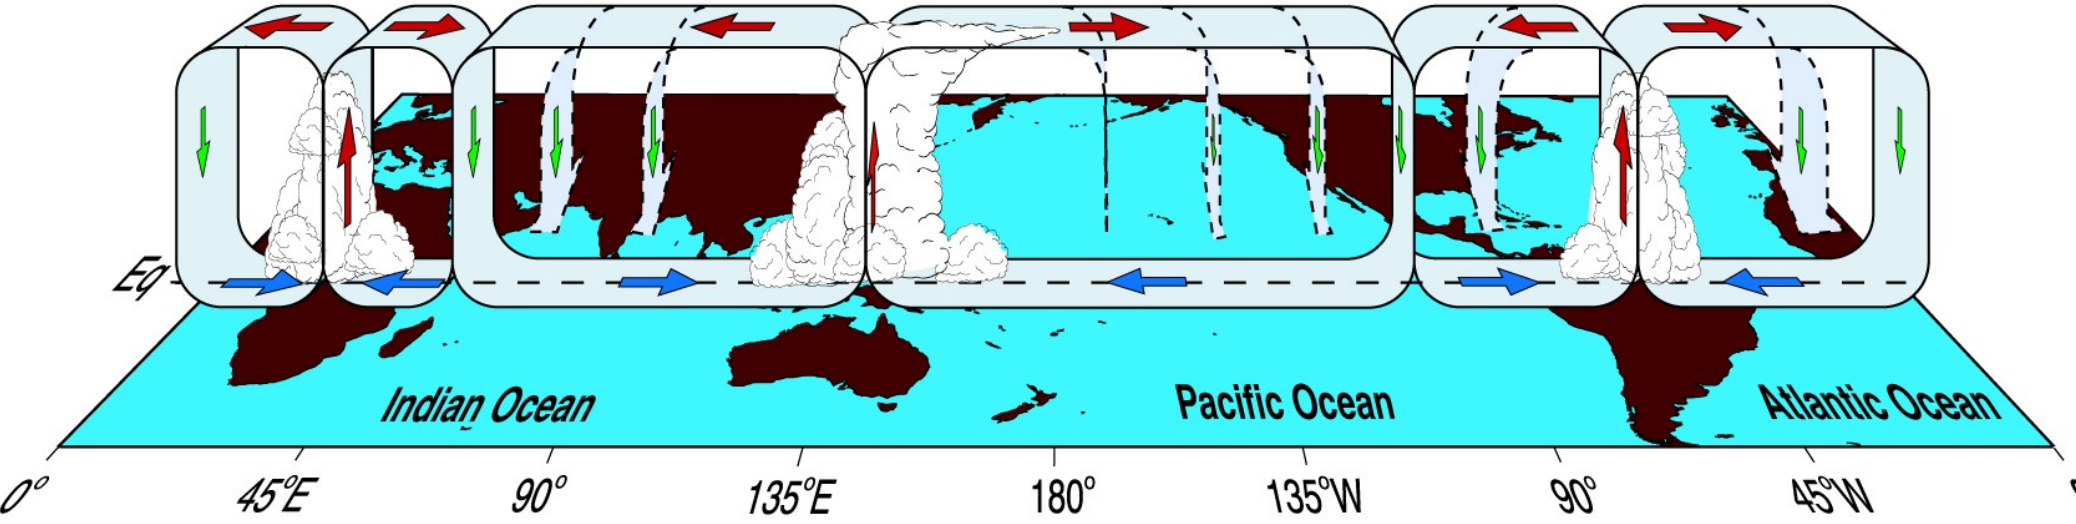 Eq
Indian Ocean
Pacific Ocean
Atlantic Ocean
0° 45°E 90° 135°E 180° 135°W 90° 45°W